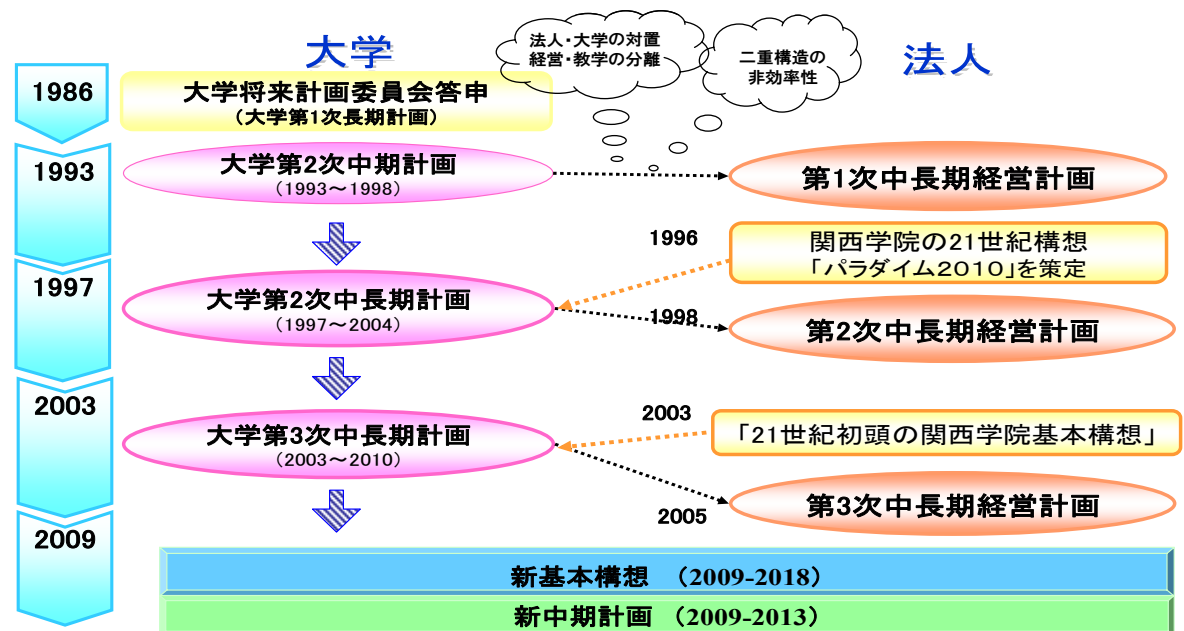 大学
法人・大学の対置
経営・教学の分離
二重構造の
非効率性
法人
1986
大学将来計画委員会答申
(大学第1次長期計画)
1993
大学第2次中期計画
(1993～1998)
第1次中長期経営計画
1996
関西学院の21世紀構想
「パラダイム2010」を策定
1997
大学第2次中長期計画
(1997～2004)
1998
第2次中長期経営計画
2003
大学第3次中長期計画
(2003～2010)
2003
「21世紀初頭の関西学院基本構想」
2005
第3次中長期経営計画
2009
新基本構想 (2009-2018)
新中期計画 (2009-2013)